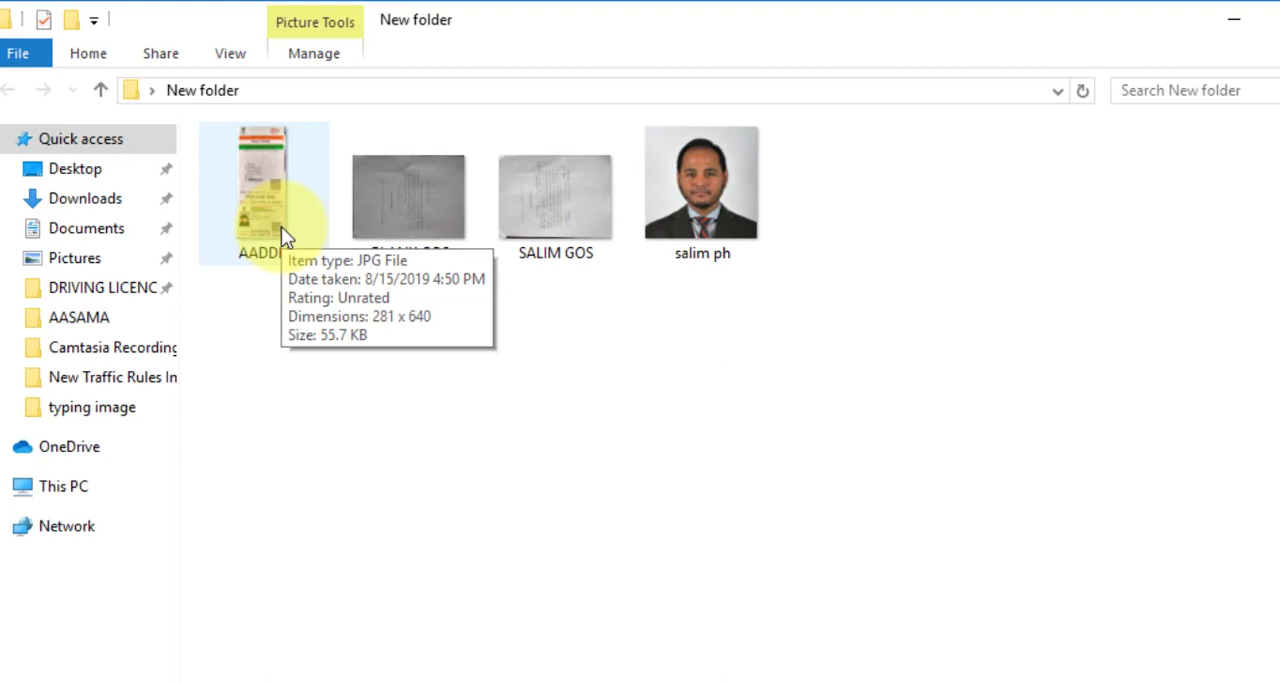 Picture Tools
New folder
File
Home
Share
View
Manage
New folder
Search New folder
Quick access
Desktop
Downloads
Documents
Pictures
DRIVING LICENC
AASAMA
Camtasia Recording
New Traffic Rules In
typing image
OneDrive
This PC
Network
SALIM GOS
salim ph
Item type: JPG File
Date taken: 8/15/2019 4:50 PM
Rating: Unrated
Dimensions: 281 x 640
Size: 55.7 KB